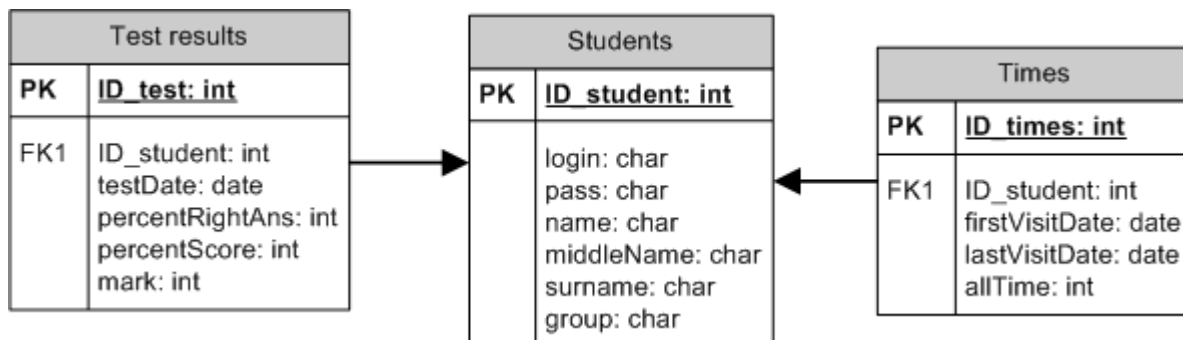 Test results
PK ID_test: int
FK1 ID_student: int
testDate: date
percentRightAns: int
percentScore: int
mark: int
Students
PK ID_student: int
login: char
pass: char
name: char
middleName: char
surname: char
group: char
Times
PK ID_times: int
FK1 ID_student: int
firstVisitDate: date
lastVisitDate: date
allTime: int